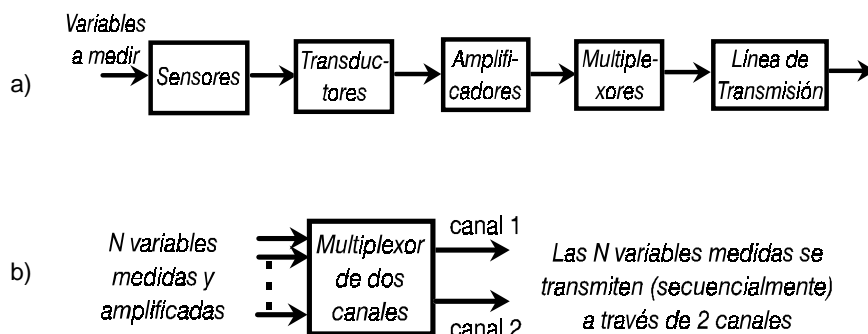 Variables
a medir
a)
Sensores
Transduc-
tores
Amplifi-
cadores
Multiple-
xores
Línea de
Transmisión
b)
N variables
medidas y
amplificadas
Multiplexor
de dos
canales
canal 1
canal 2
Las N variables medidas se
transmiten (secuencialmente)
a través de 2 canales